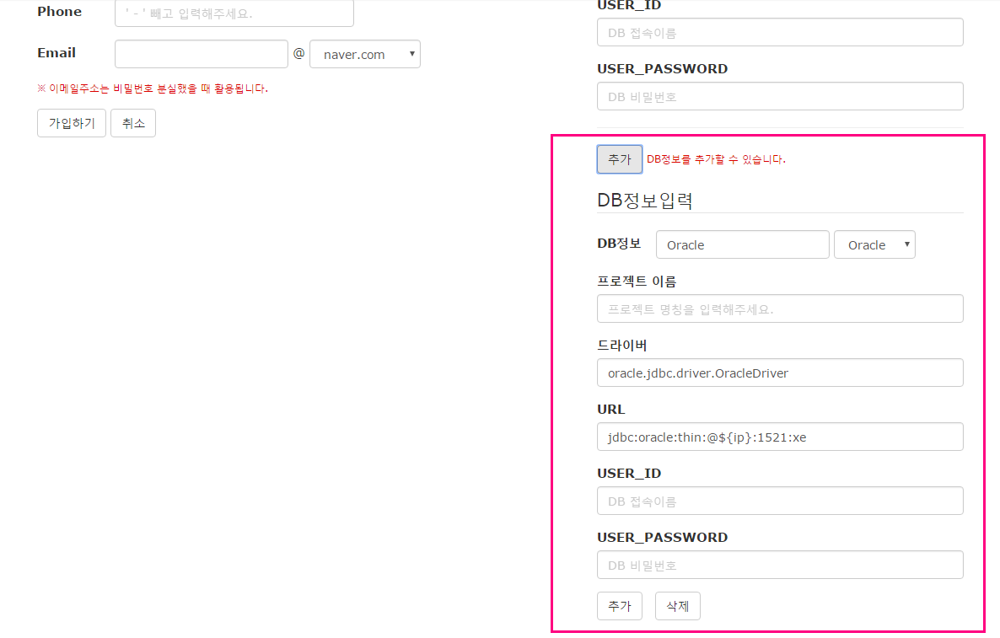 Phone
' - ' 빼고 입력해주세요.
Email
@ naver.com
※ 이메일주소는 비밀번호 분실했을 때 활용됩니다.
가입하기 취소
USER_ID
DB 접속이름
USER_PASSWORD
DB 비밀번호
추가 DB정보를 추가할 수 있습니다.
DB정보입력
DB정보 Oracle Oracle
프로젝트 이름
프로젝트 명칭을 입력해주세요.
드라이버
oracle.jdbc.driver.OracleDriver
URL
jdbc:oracle:thin:@${ip}:1521:xe
USER_ID
DB 접속이름
USER_PASSWORD
DB 비밀번호
추가 삭제